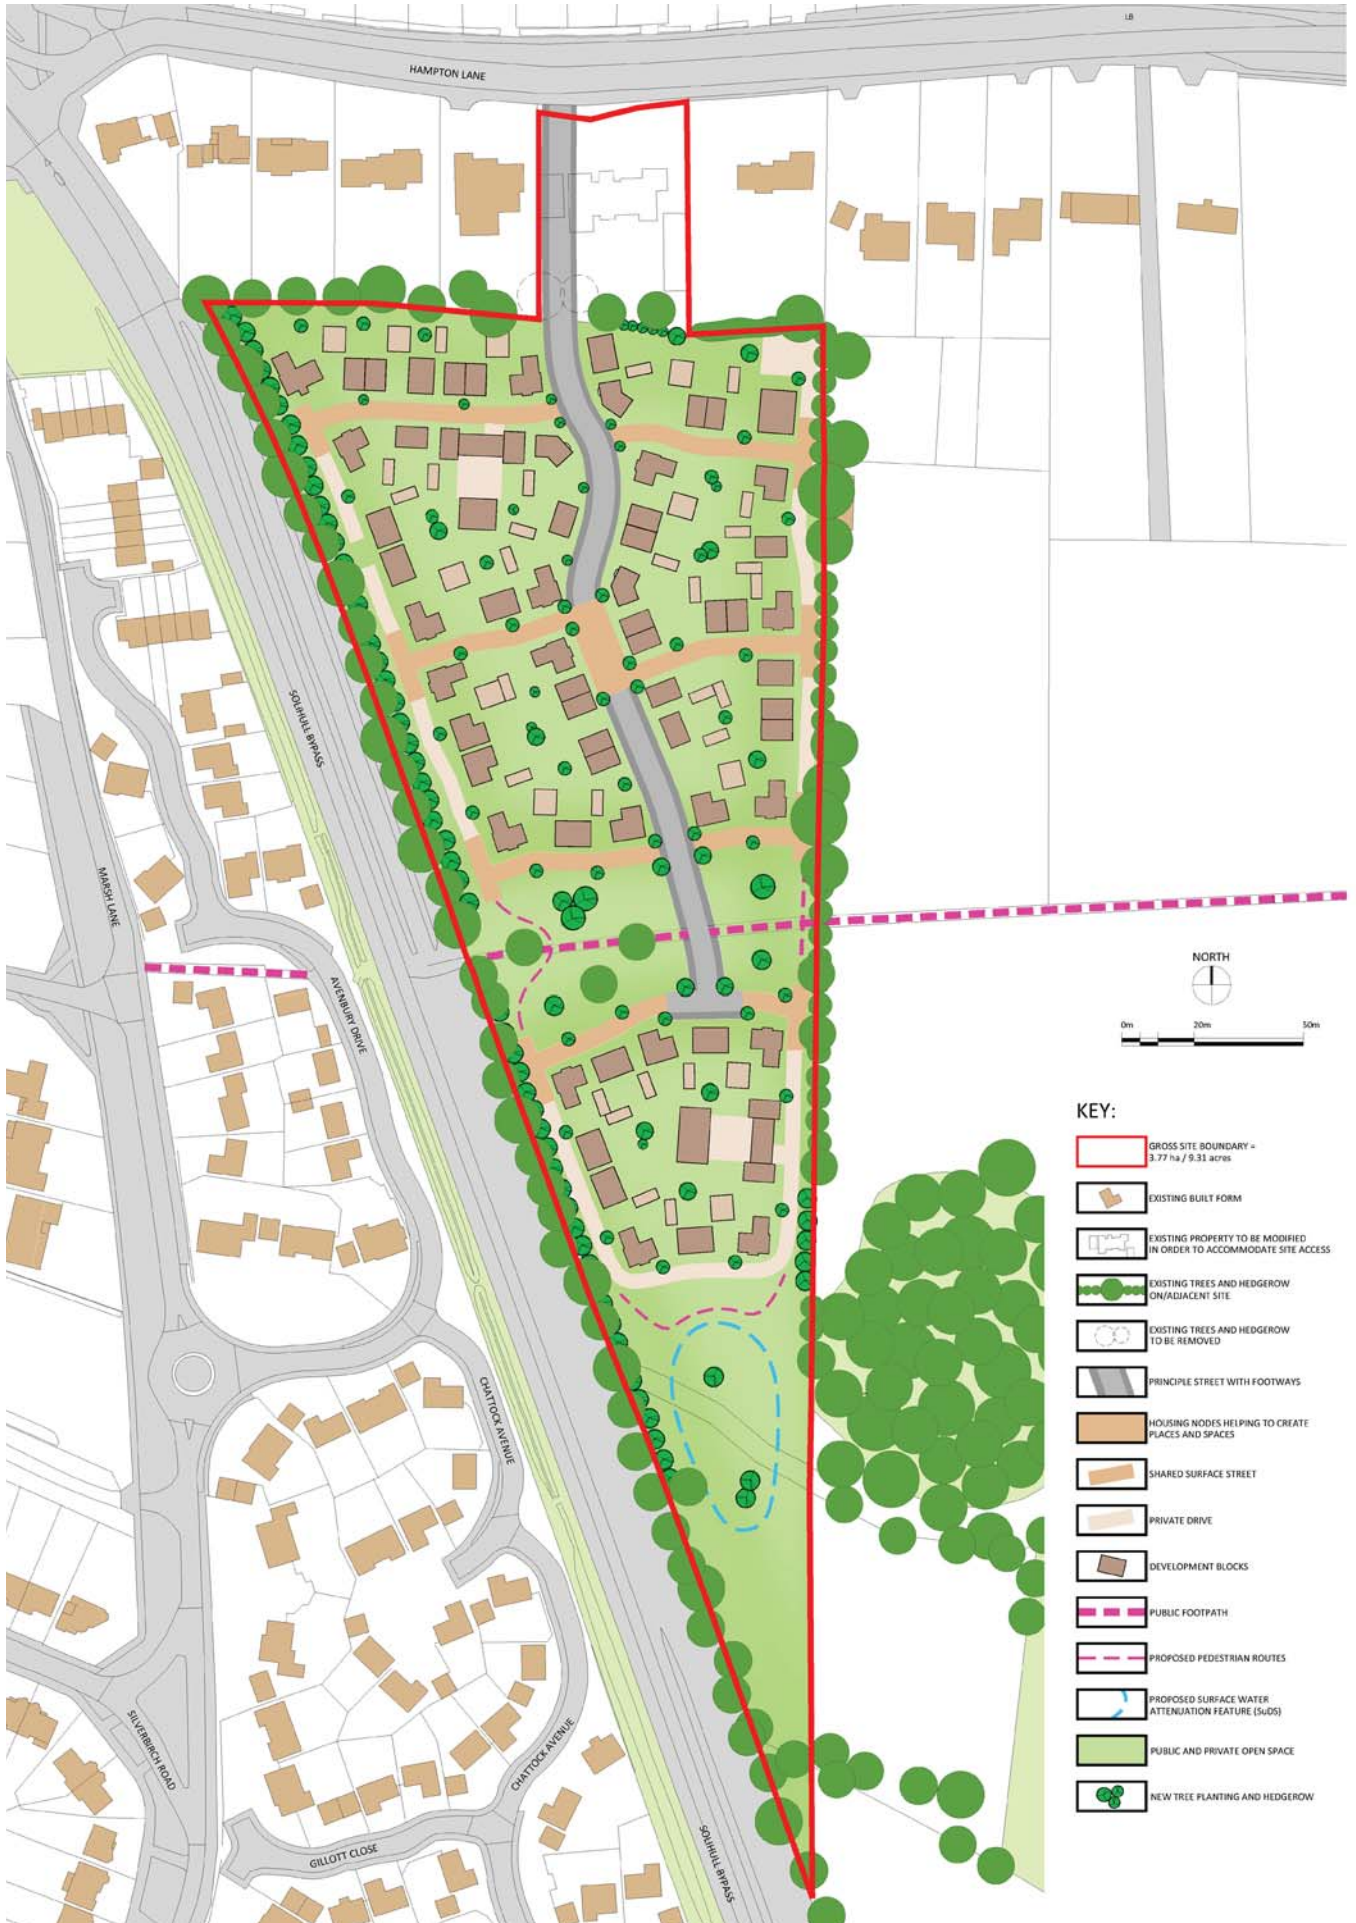 LB
HAMPTON LANE
SOLIHULL BYPASS
MARSH LANE
AVENBURY DRIVE
NORTH
0m 20m 50m
KEY:
GROSS SITE BOUNDARY =
3.77 ha / 9.31 acres
EXISTING BUILT FORM
EXISTING PROPERTY TO BE MODIFIED
IN ORDER TO ACCOMMODATE SITE ACCESS
EXISTING TREES AND HEDGEROW
ON/ADJACENT SITE
EXISTING TREES AND HEDGEROW
TO BE REMOVED
PRINCIPLE STREET WITH FOOTWAYS
HOUSING NODES HELPING TO CREATE
PLACES AND SPACES
SHARED SURFACE STREET
PRIVATE DRIVE
DEVELOPMENT BLOCKS
PUBLIC FOOTPATH
PROPOSED PEDESTRIAN ROUTES
PROPOSED SURFACE WATER
ATTENUATION FEATURE (SuDS)
PUBLIC AND PRIVATE OPEN SPACE
NEW TREE PLANTING AND HEDGEROW
CHATTOCK AVENUE
SILVERBIRCH ROAD
CHATTOCK AVENUE
GILLOTT CLOSE
SOLIHULL BYPASS